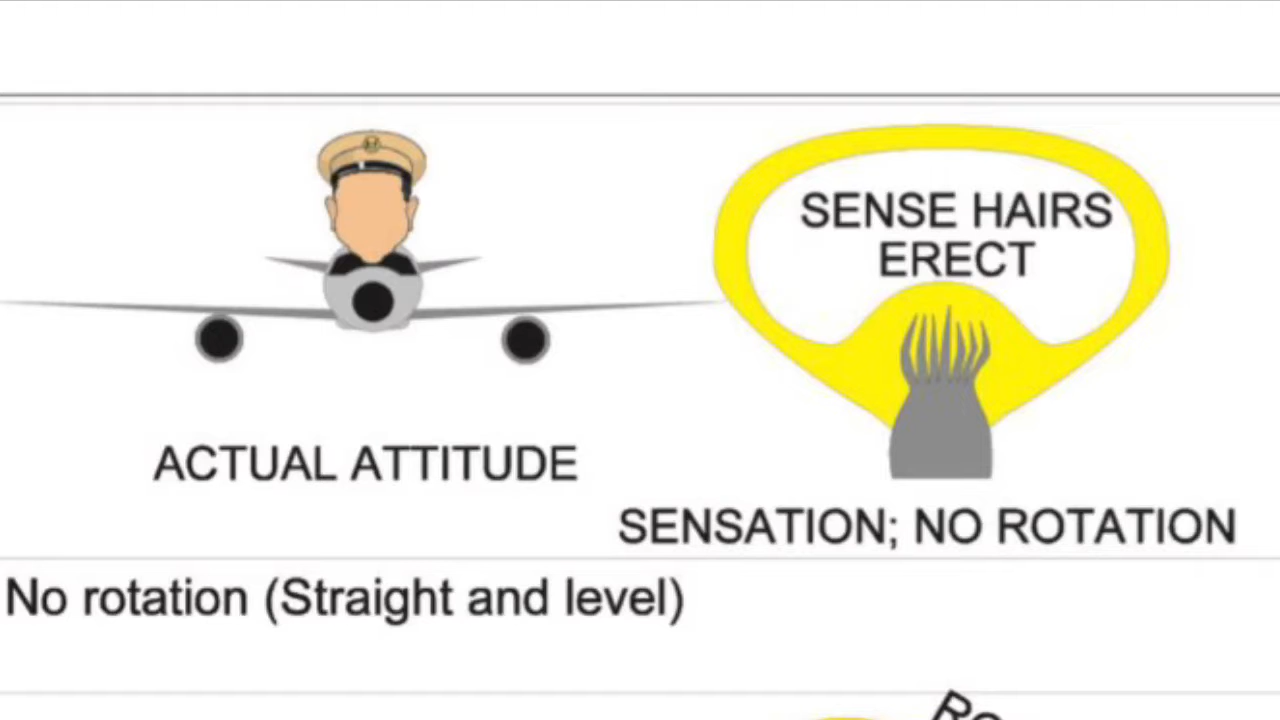 SENSE HAIRS
ERECT
ACTUAL ATTITUDE
SENSATION; NO ROTATION
No rotation (Straight and level)